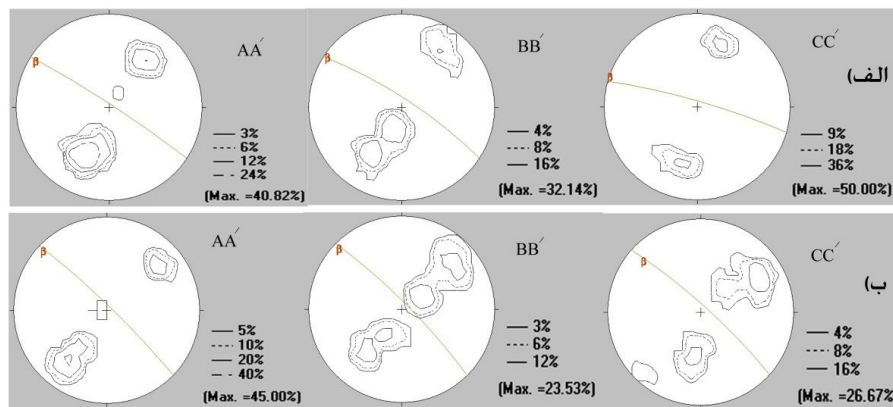 AA′
β
3%
6%
12%
24%
(Max. =40.82%)
BB′
β
4%
8%
16%
(Max. =32.14%)
CC′
β
9%
18%
36%
(Max. =50.00%)
الف)
AA′
β
5%
10%
20%
40%
(Max. =45.00%)
BB′
β
3%
6%
12%
(Max. =23.53%)
CC′
β
4%
8%
16%
(Max. =26.67%)
ب)